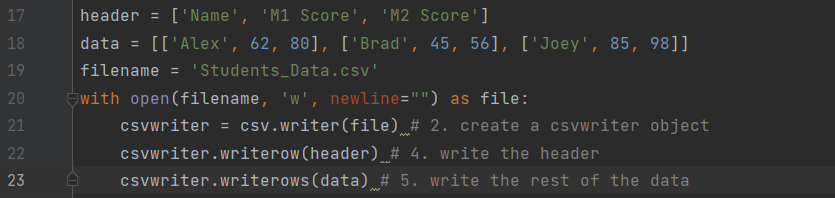 17 header = ['Name', 'M1 Score', 'M2 Score']
18 data = [['Alex', 62, 80], ['Brad', 45, 56], ['Joey', 85, 98]]
19 filename = 'Students_Data.csv'
20 with open(filename, 'w', newline="") as file:
21     csvwriter = csv.writer(file) # 2. create a csvwriter object
22     csvwriter.writerow(header) # 4. write the header
23     csvwriter.writerows(data) # 5. write the rest of the data